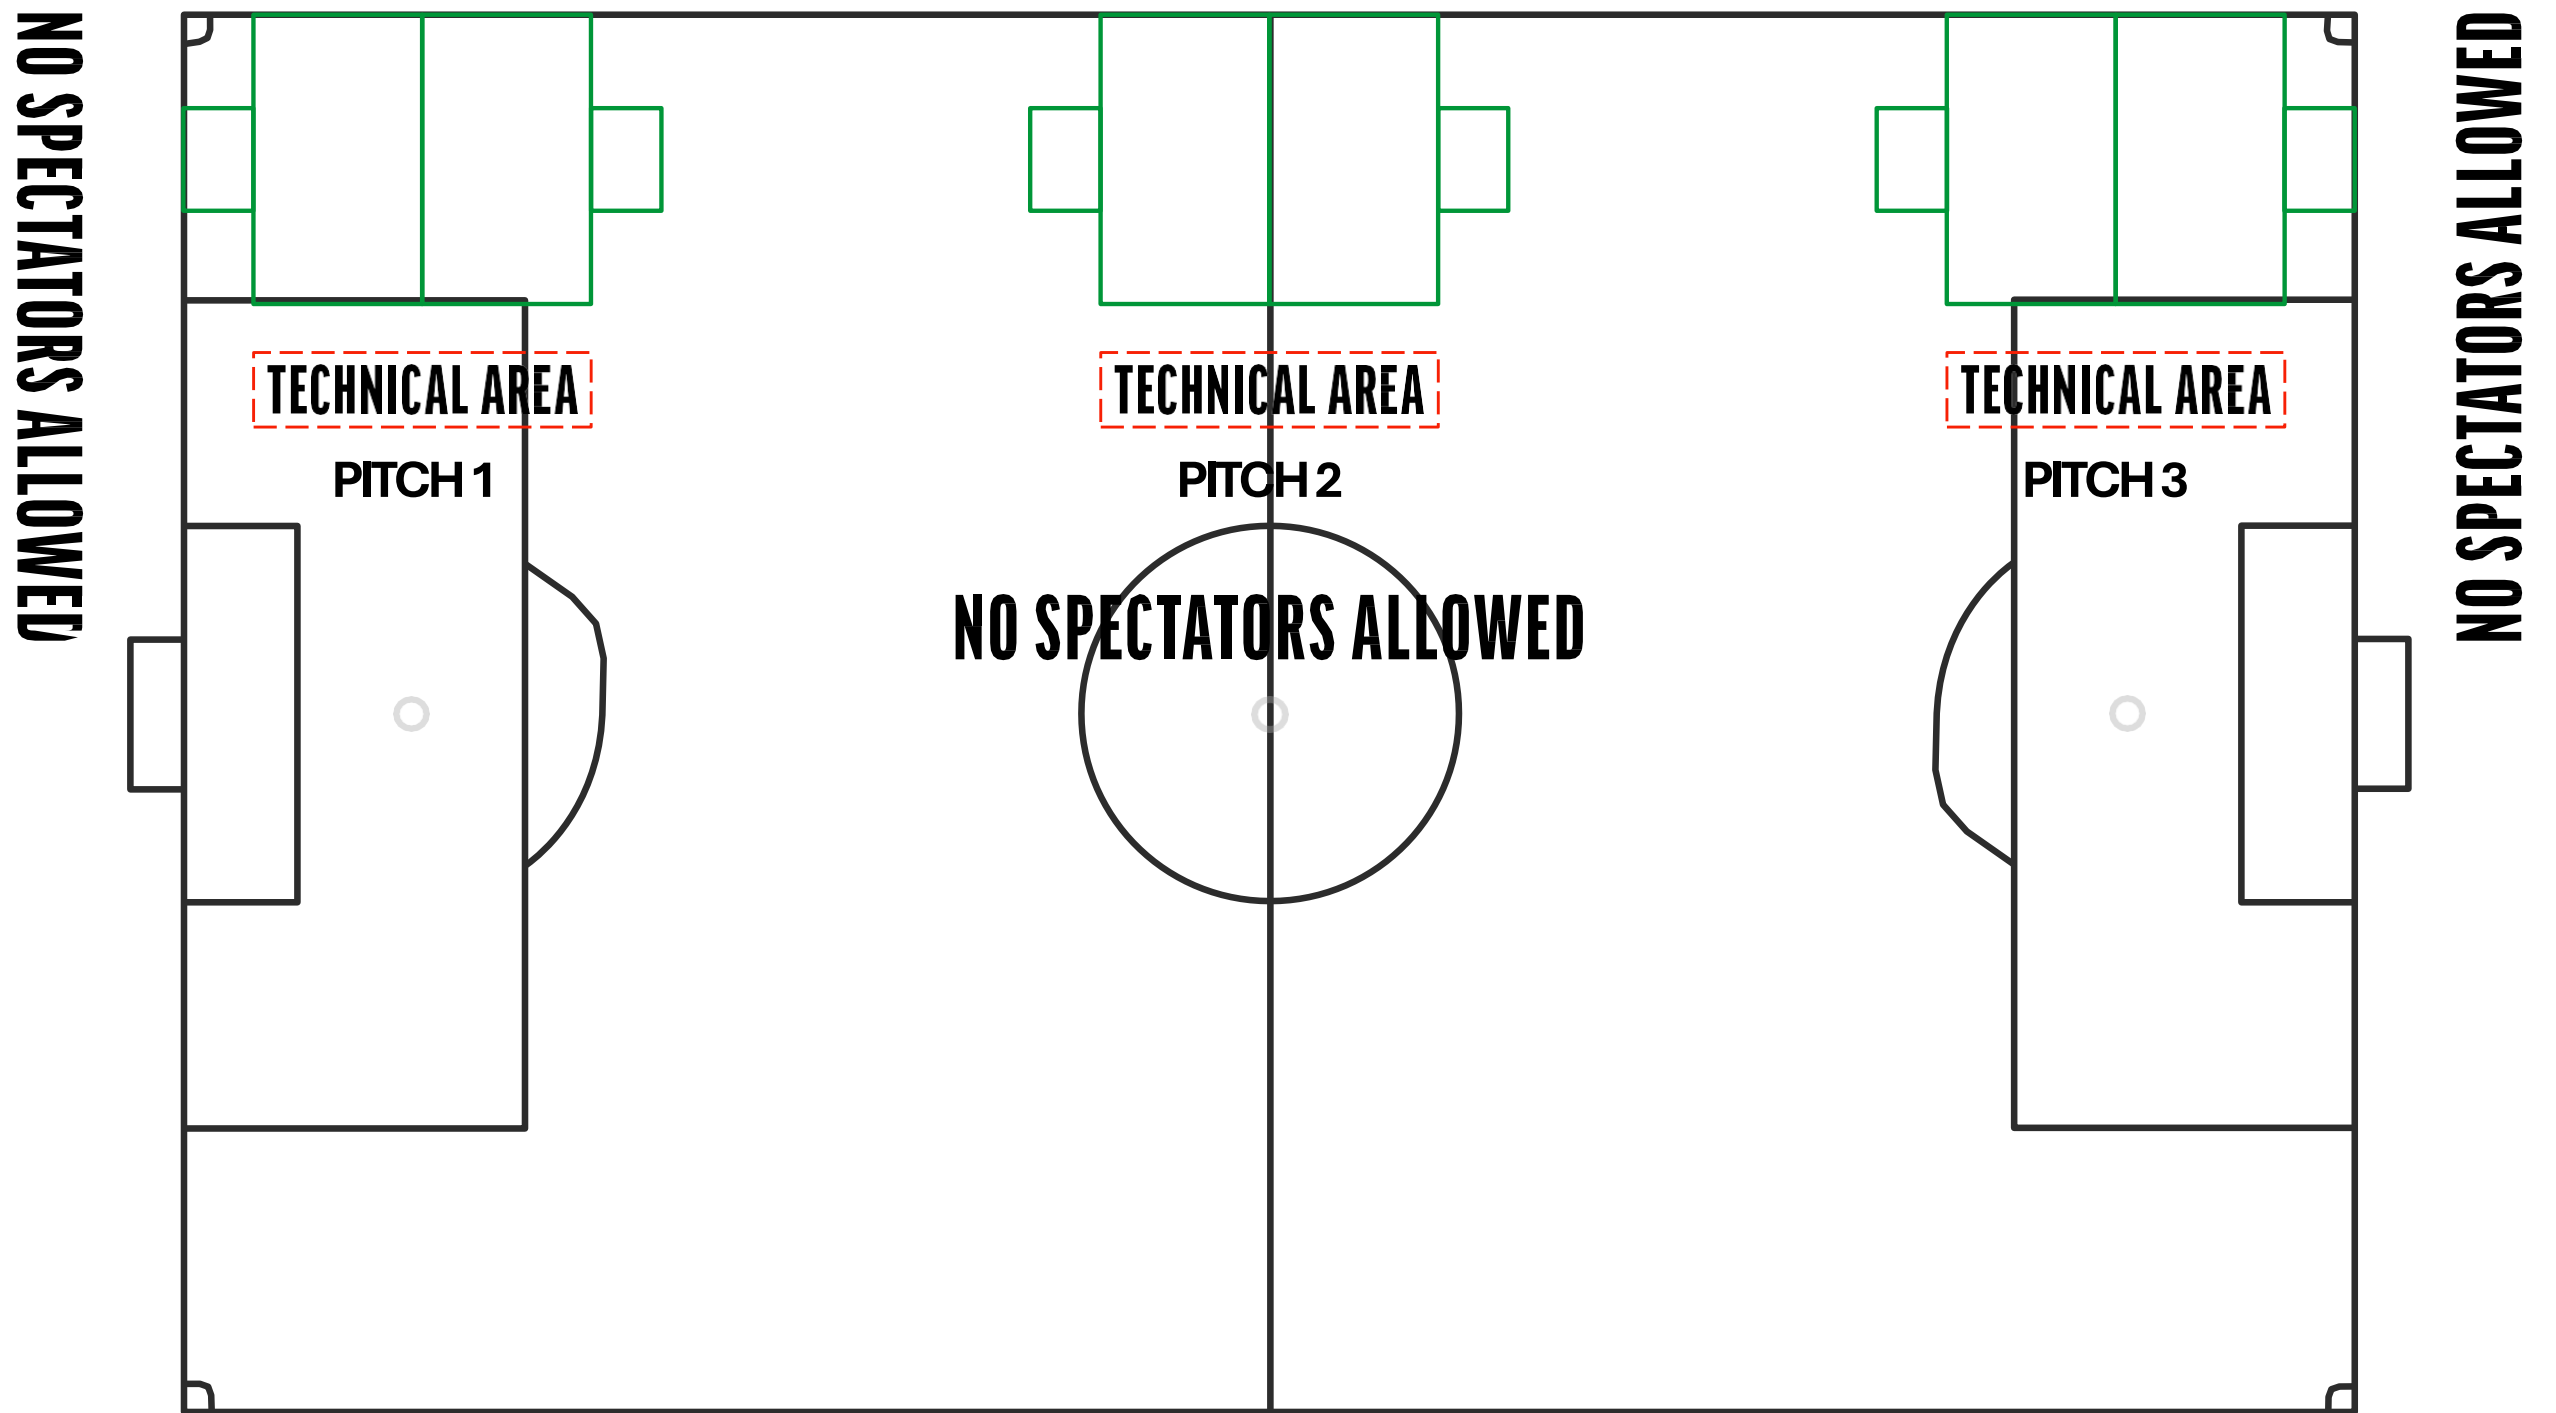 NO SPECTATORS ALLOWED
NO SPECTATORS ALLOWED
TECHNICAL AREA
TECHNICAL AREA
TECHNICAL AREA
PITCH 1
PITCH 2
PITCH 3
NO SPECTATORS ALLOWED